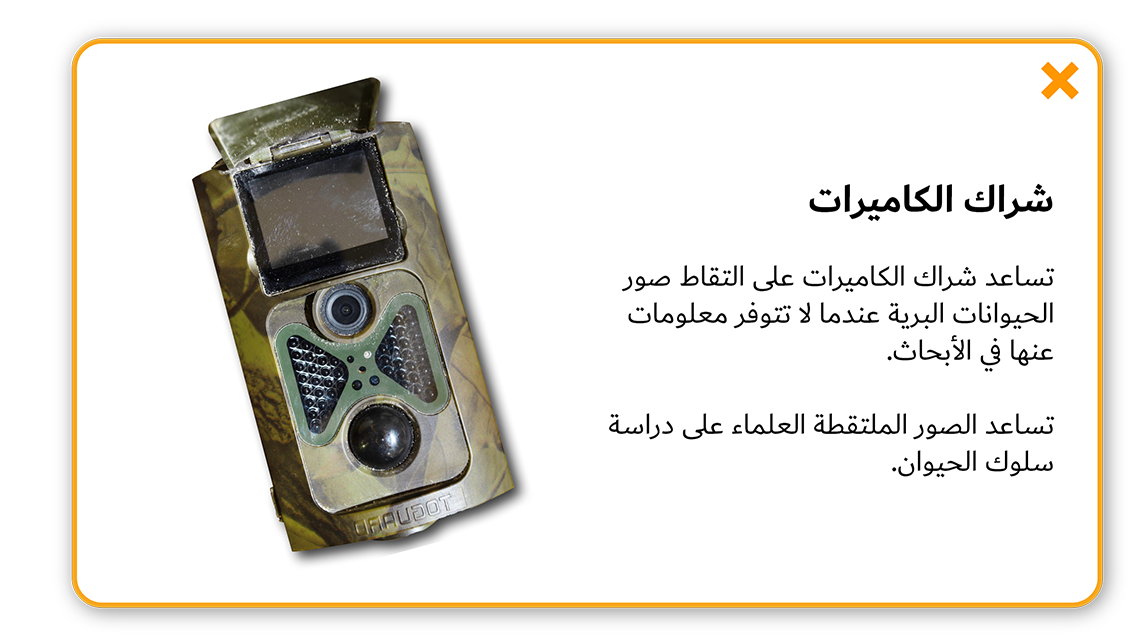 شراك الكاميرات
تساعد شراك الكاميرات على التقاط صور
الحيوانات البرية عندما لا تتوفر معلومات
عنها في الأبحاث.
تساعد الصور الملتقطة العلماء على دراسة
سلوك الحيوان.
TOGUARD